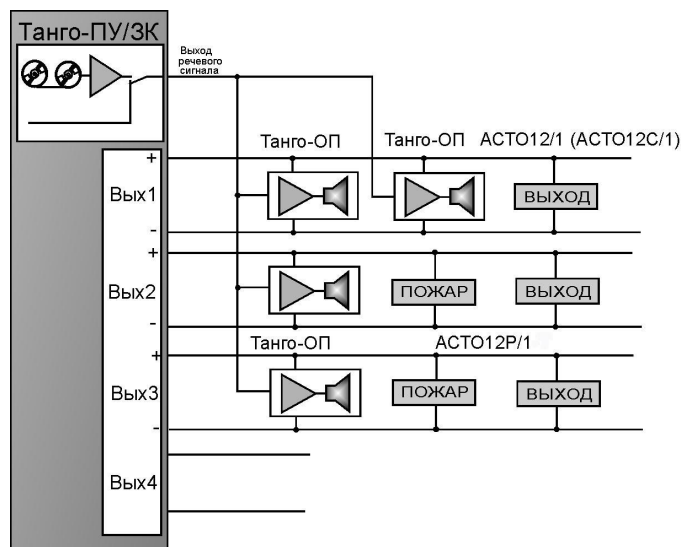 Танго-ПУ/ЗК
Выход
речевого
сигнала
Танго-ОП Танго-ОП АСТО12/1 (АСТО12С/1)
+
Вых1
ВЫХОД
-
+
Вых2
ПОЖАР ВЫХОД
-
Танго-ОП АСТО12Р/1
+
Вых3
ПОЖАР ВЫХОД
-
Вых4